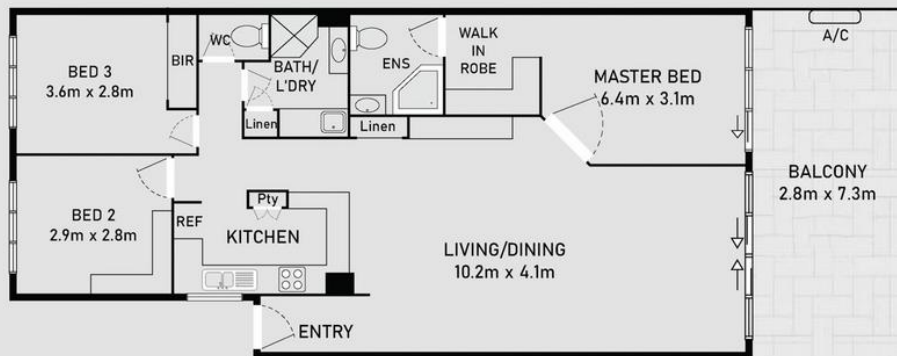 A/C
WC
BIR
BED 3
3.6m x 2.8m
BATH/
L'DRY
ENS
WALK
IN
ROBE
MASTER BED
6.4m x 3.1m
Linen
Linen
BALCONY
2.8m x 7.3m
BED 2
2.9m x 2.8m
REF
Pty
KITCHEN
LIVING/DINING
10.2m x 4.1m
ENTRY